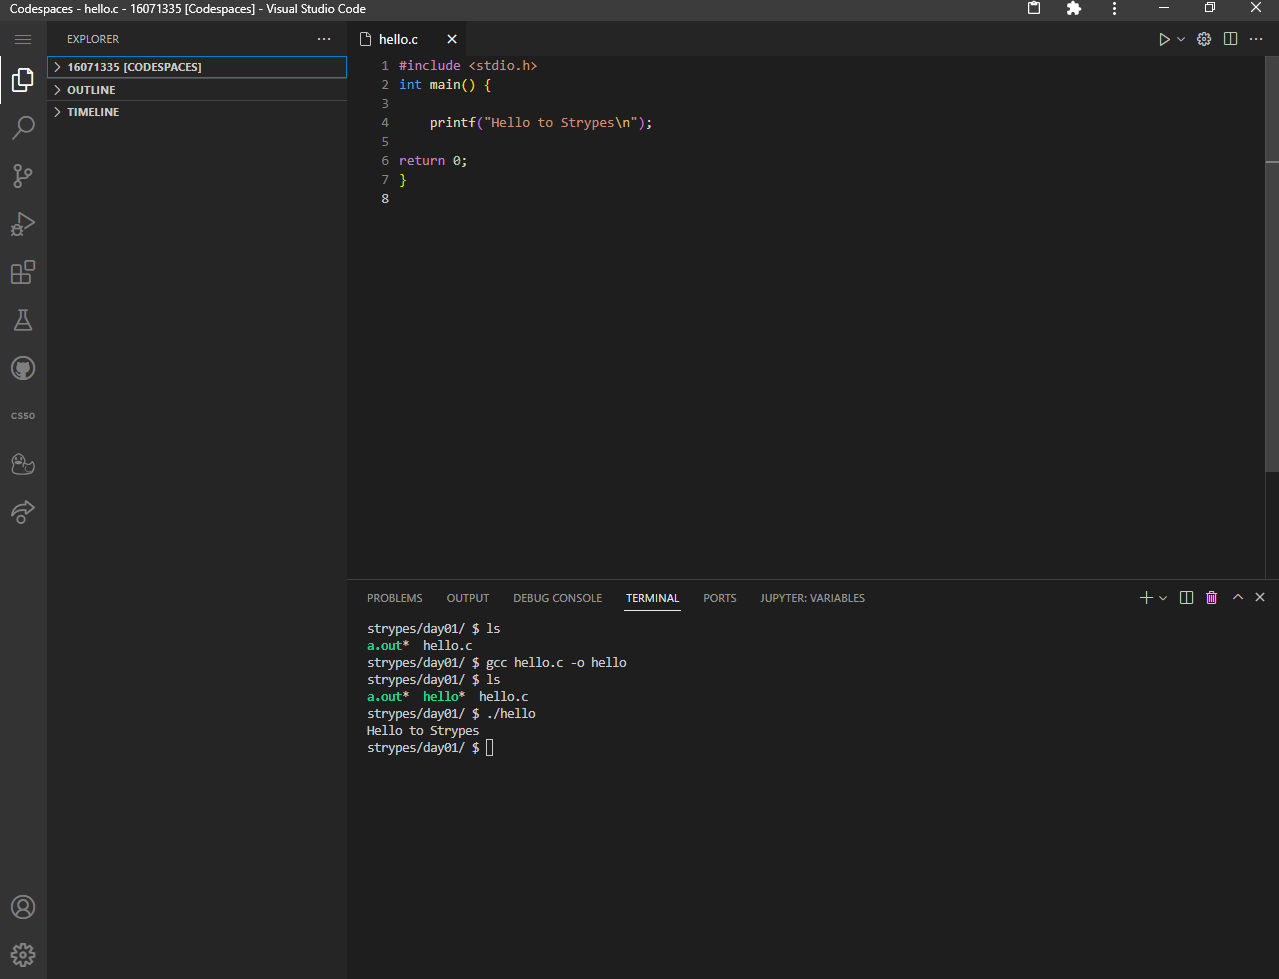 Codespaces - hello.c - 16071335 [Codespaces] - Visual Studio Code
EXPLORER
16071335 [CODESPACES]
OUTLINE
TIMELINE
CS50
hello.c
1 #include <stdio.h>
2 int main() {
3
4 printf("Hello to Strypes\n");
5
6 return 0;
7 }
8
PROBLEMS OUTPUT DEBUG CONSOLE TERMINAL PORTS JUPYTER: VARIABLES
strypes/day01/ $ ls
a.out* hello.c
strypes/day01/ $ gcc hello.c -o hello
strypes/day01/ $ ls
a.out* hello* hello.c
strypes/day01/ $ ./hello
Hello to Strypes
strypes/day01/ $